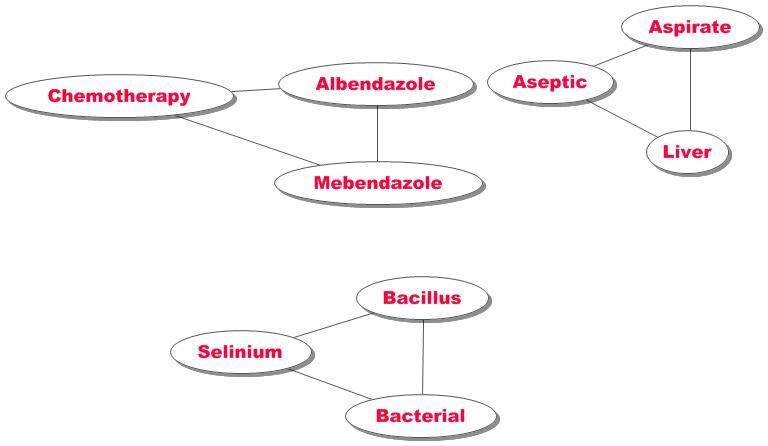 Aspirate
Chemotherapy
Albendazole
Aseptic
Liver
Mebendazole
Bacillus
Selinium
Bacterial